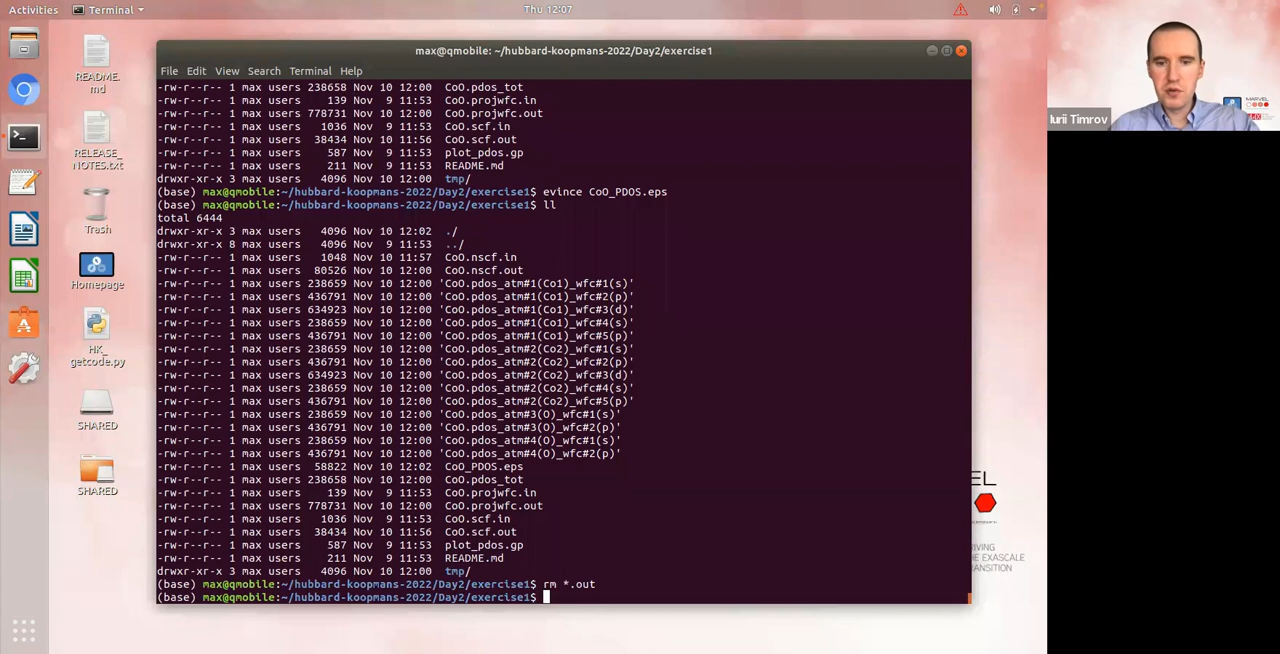 Activities
Terminal
Thu 12:07
max@qmobile: ~/hubbard-koopmans-2022/Day2/exercise1
File Edit View Search Terminal Help
-rw-r--r-- 1 max users 238658 Nov 10 12:00 CoO.pdos_tot
-rw-r--r-- 1 max users 139 Nov 9 11:53 CoO.projwfc.in
-rw-r--r-- 1 max users 778731 Nov 10 12:00 CoO.projwfc.out
-rw-r--r-- 1 max users 1036 Nov 9 11:53 CoO.scf.in
-rw-r--r-- 1 max users 38434 Nov 10 11:56 CoO.scf.out
-rw-r--r-- 1 max users 587 Nov 9 11:53 plot_pdos.gp
-rw-r--r-- 1 max users 211 Nov 9 11:53 README.md
drwxr-xr-x 3 max users 4096 Nov 10 12:00 tmp/
(base) max@qmobile:~/hubbard-koopmans-2022/Day2/exercise1$ evince CoO_PDOS.eps
(base) max@qmobile:~/hubbard-koopmans-2022/Day2/exercise1$ ll
total 6444
drwxr-xr-x 3 max users 4096 Nov 10 12:02 ./
drwxr-xr-x 8 max users 4096 Nov 9 11:53 ../
-rw-r--r-- 1 max users 1048 Nov 10 11:57 CoO.nscf.in
-rw-r--r-- 1 max users 80526 Nov 10 12:00 CoO.nscf.out
-rw-r--r-- 1 max users 238659 Nov 10 12:00 'CoO.pdos_atm#1(Co1)_wfc#1(s)'
-rw-r--r-- 1 max users 436791 Nov 10 12:00 'CoO.pdos_atm#1(Co1)_wfc#2(p)'
-rw-r--r-- 1 max users 634923 Nov 10 12:00 'CoO.pdos_atm#1(Co1)_wfc#3(d)'
-rw-r--r-- 1 max users 238659 Nov 10 12:00 'CoO.pdos_atm#1(Co1)_wfc#4(s)'
-rw-r--r-- 1 max users 436791 Nov 10 12:00 'CoO.pdos_atm#1(Co1)_wfc#5(p)'
-rw-r--r-- 1 max users 238659 Nov 10 12:00 'CoO.pdos_atm#2(Co2)_wfc#1(s)'
-rw-r--r-- 1 max users 436791 Nov 10 12:00 'CoO.pdos_atm#2(Co2)_wfc#2(p)'
-rw-r--r-- 1 max users 634923 Nov 10 12:00 'CoO.pdos_atm#2(Co2)_wfc#3(d)'
-rw-r--r-- 1 max users 238659 Nov 10 12:00 'CoO.pdos_atm#2(Co2)_wfc#4(s)'
-rw-r--r-- 1 max users 436791 Nov 10 12:00 'CoO.pdos_atm#2(Co2)_wfc#5(p)'
-rw-r--r-- 1 max users 238659 Nov 10 12:00 'CoO.pdos_atm#3(O)_wfc#1(s)'
-rw-r--r-- 1 max users 436791 Nov 10 12:00 'CoO.pdos_atm#3(O)_wfc#2(p)'
-rw-r--r-- 1 max users 238659 Nov 10 12:00 'CoO.pdos_atm#4(O)_wfc#1(s)'
-rw-r--r-- 1 max users 436791 Nov 10 12:00 'CoO.pdos_atm#4(O)_wfc#2(p)'
-rw-r--r-- 1 max users 58822 Nov 10 12:02 CoO_PDOS.eps
-rw-r--r-- 1 max users 238658 Nov 10 12:00 CoO.pdos_tot
-rw-r--r-- 1 max users 139 Nov 9 11:53 CoO.projwfc.in
-rw-r--r-- 1 max users 778731 Nov 10 12:00 CoO.projwfc.out
-rw-r--r-- 1 max users 1036 Nov 9 11:53 CoO.scf.in
-rw-r--r-- 1 max users 38434 Nov 10 11:56 CoO.scf.out
-rw-r--r-- 1 max users 587 Nov 9 11:53 plot_pdos.gp
-rw-r--r-- 1 max users 211 Nov 9 11:53 README.md
drwxr-xr-x 3 max users 4096 Nov 10 12:00 tmp/
(base) max@qmobile:~/hubbard-koopmans-2022/Day2/exercise1$ rm *.out
(base) max@qmobile:~/hubbard-koopmans-2022/Day2/exercise1$
README.
md
RELEASE_
NOTES.txt
Trash
Homepage
HK_
getcode.py
SHARED
SHARED
EL
RIVING
HE EXASCALE
RANSITION
MARVEL
Iurii Timrov